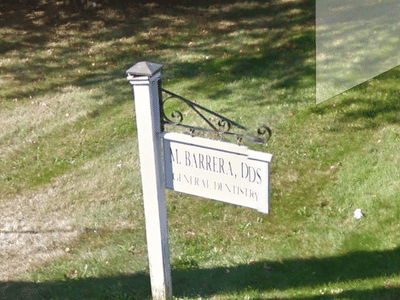 M. BARRERA, DDS
GENERAL DENTISTRY